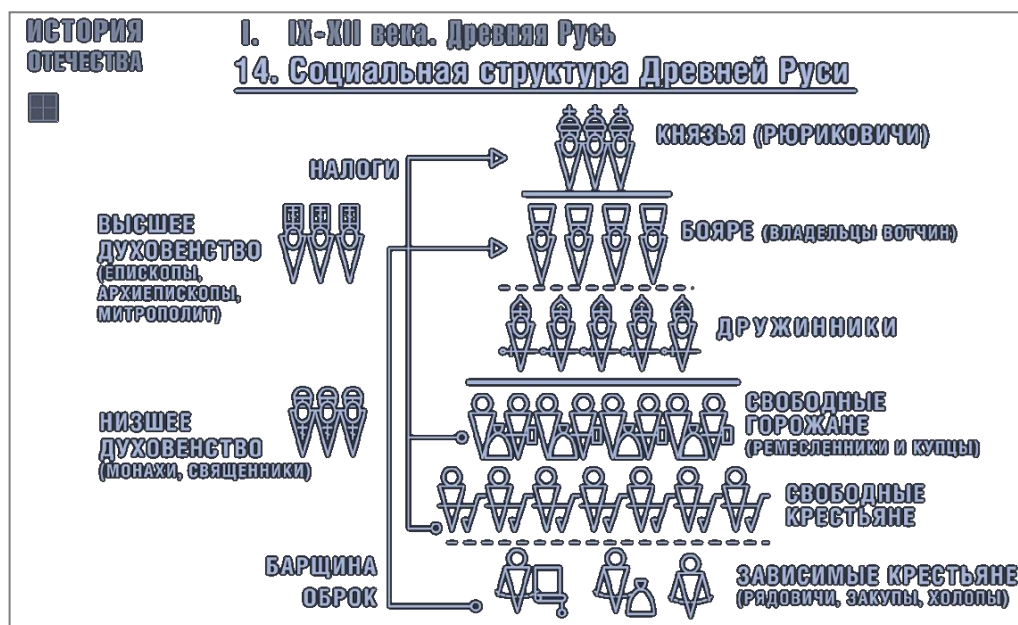 ИСТОРИЯ
ОТЕЧЕСТВА
I. IX-XII века. Древняя Русь
14. Социальная структура Древней Руси
КНЯЗЬЯ (РЮРИКОВИЧИ)
НАЛОГИ
ВЫСШЕЕ
ДУХОВЕНСТВО
(ЕПИСКОПЫ,
АРХИЕПИСКОПЫ,
МИТРОПОЛИТ)
БОЯРЕ (ВЛАДЕЛЬЦЫ ВОТЧИН)
ДРУЖИННИКИ
НИЗШЕЕ
ДУХОВЕНСТВО
(МОНАХИ, СВЯЩЕННИКИ)
СВОБОДНЫЕ
ГОРОЖАНЕ
(РЕМЕСЛЕННИКИ И КУПЦЫ)
СВОБОДНЫЕ
КРЕСТЬЯНЕ
БАРЩИНА
ОБРОК
ЗАВИСИМЫЕ КРЕСТЬЯНЕ
(РЯДОВИЧИ, ЗАКУПЫ, ХОЛОПЫ)